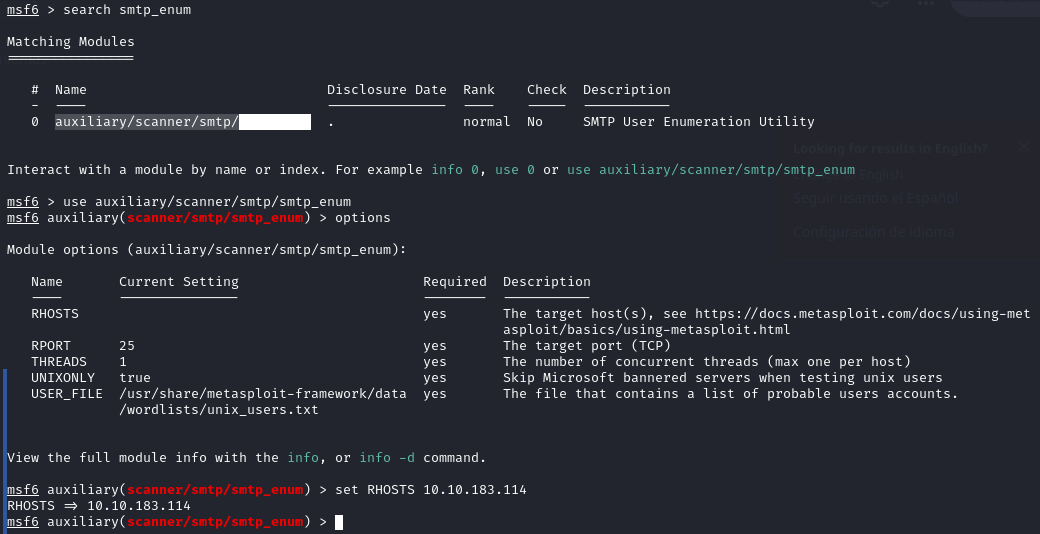 msf6 > search smtp_enum
Matching Modules
================
# Name Disclosure Date Rank Check Description
- ---- --------------- ---- ----- -----------
0 auxiliary/scanner/smtp/ . normal No SMTP User Enumeration Utility
Looking for results in English?
Interact with a module by name or index. For example info 0, use 0 or use auxiliary/scanner/smtp/smtp_enum
English
Seguir usando el Español
msf6 > use auxiliary/scanner/smtp/smtp_enum
msf6 auxiliary(scanner/smtp/smtp_enum) > options
Configuración de idioma
Module options (auxiliary/scanner/smtp/smtp_enum):
Name Current Setting Required Description
---- --------------- -------- -----------
RHOSTS yes The target host(s), see https://docs.metasploit.com/docs/using-met
asploit/basics/using-metasploit.html
RPORT 25 yes The target port (TCP)
THREADS 1 yes The number of concurrent threads (max one per host)
UNIXONLY true yes Skip Microsoft bannered servers when testing unix users
USER_FILE /usr/share/metasploit-framework/data yes The file that contains a list of probable users accounts.
/wordlists/unix_users.txt
View the full module info with the info, or info -d command.
msf6 auxiliary(scanner/smtp/smtp_enum) > set RHOSTS 10.10.183.114
RHOSTS => 10.10.183.114
msf6 auxiliary(scanner/smtp/smtp_enum) >